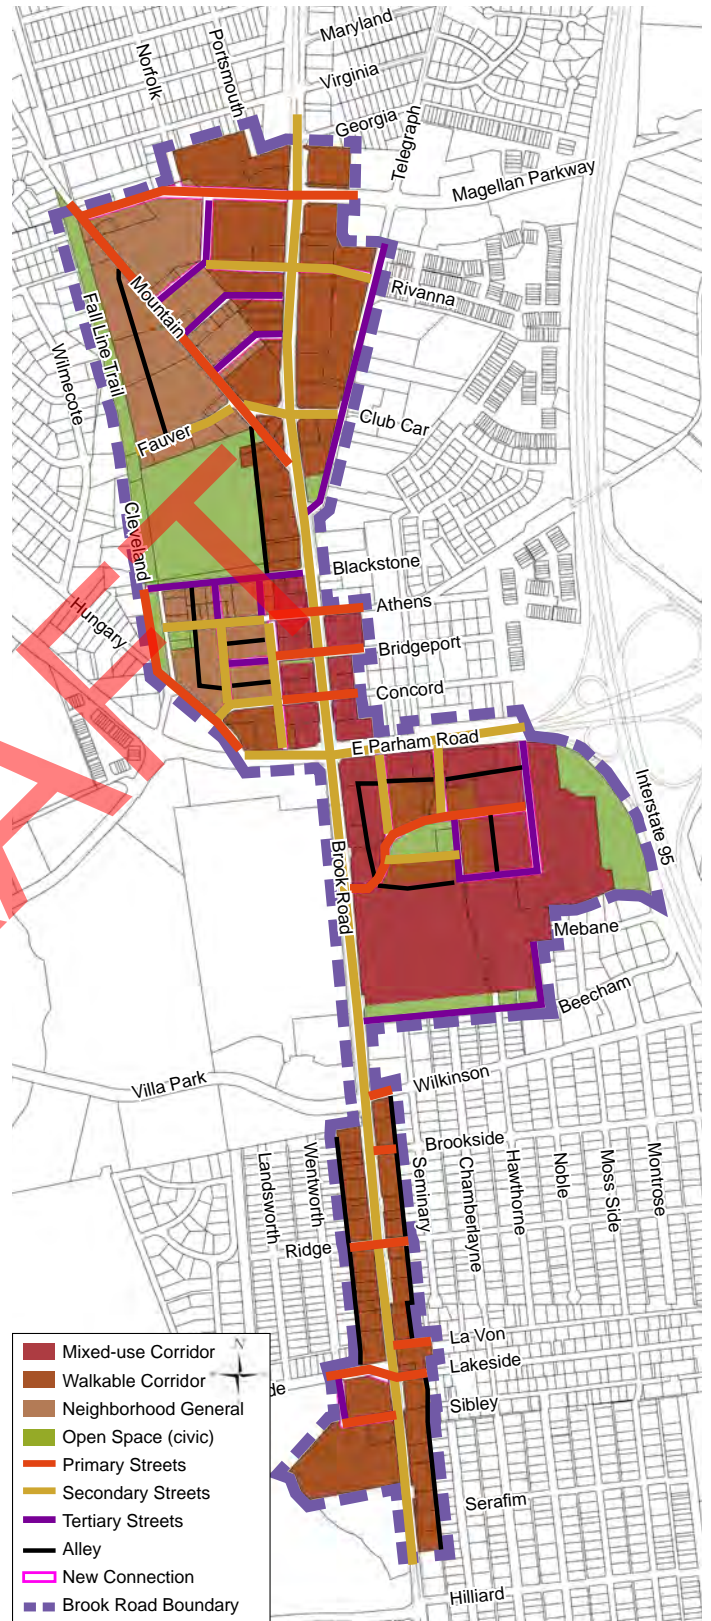 Maryland
Portsmouth
Norfolk
Virginia
Georgia
Telegraph
Magellan Parkway
Rivanna
Mountain
Fall Line Trail
Wilmecote
Club Car
Fauver
Cleveland
Blackstone
Athens
Hungary
Bridgeport
Concord
E Parham Road
Interstate 95
Brook Road
Mebane
Beecham
Villa Park
Wilkinson
Brookside
Landsworth
Wentworth
Seminary
Chamberlayne
Hawthorne
Noble
Moss Side
Montrose
Ridge
La Von
Lakeside
de
Sibley
Serafim
Hilliard
N
Mixed-use Corridor
Walkable Corridor
Neighborhood General
Open Space (civic)
Primary Streets
Secondary Streets
Tertiary Streets
Alley
New Connection
Brook Road Boundary
AFT